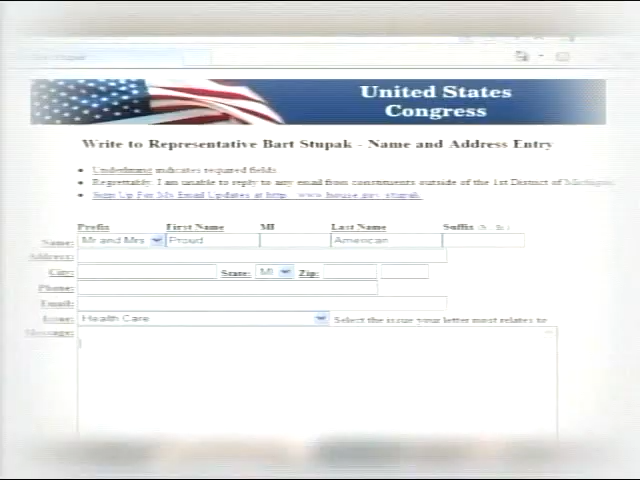 United States
Congress
Write to Representative Bart Stupak - Name and Address Entry
Underlined indicates required fields
Regrettably, I am unable to reply to any email from constituents outside of the 1st District of Michigan.
Sign Up For My Email Updates at http www.house.gov stupak
Prefix First Name MI Last Name Suffix
Name: Mr and Mrs Proud American
Address:
City: State: MI Zip:
Phone:
Email:
Issue: Health Care Select the issue your letter most relates to
Message: